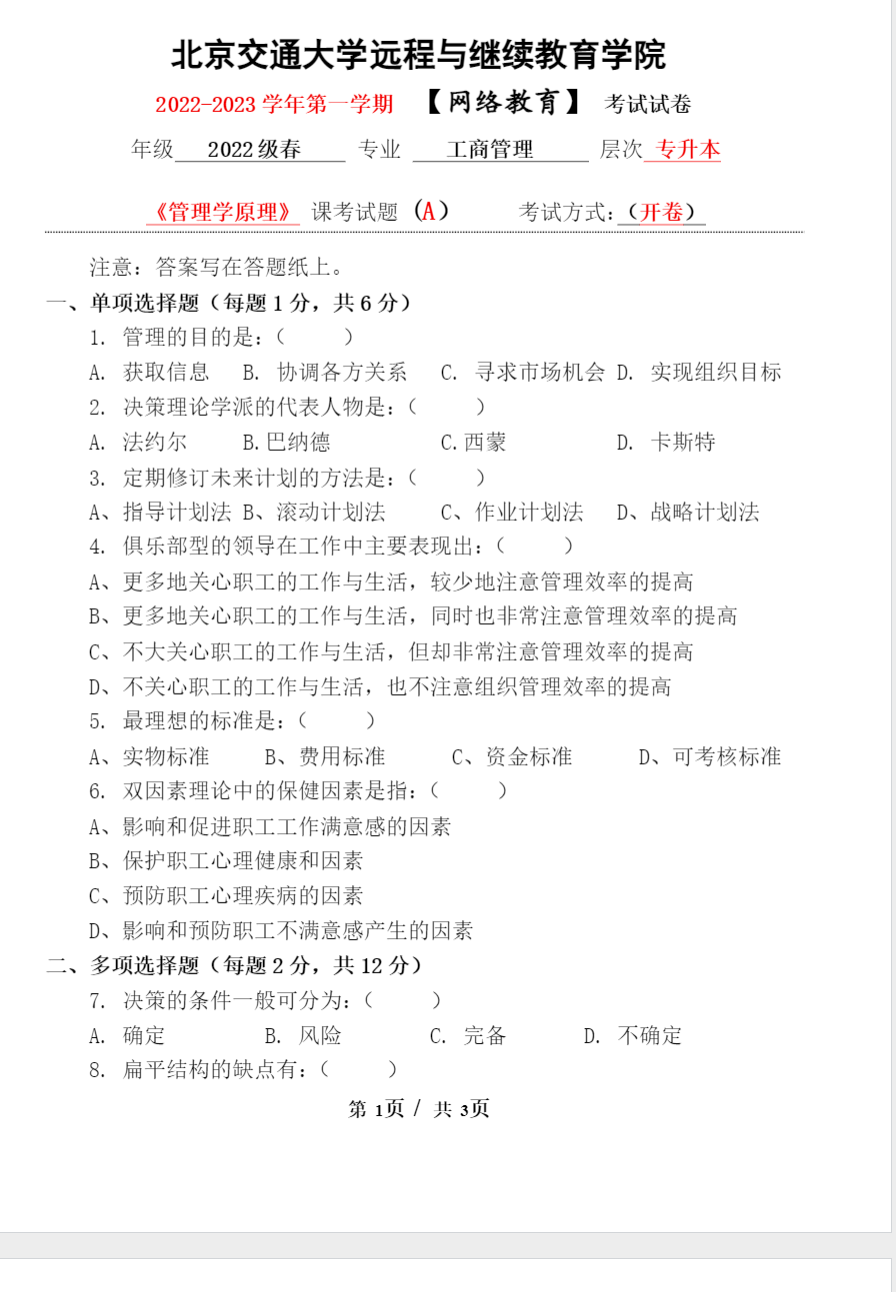 北京交通大学远程与继续教育学院
2022-2023 学年第一学期 【网络教育】 考试试卷
年级 2022级春 专业 工商管理 层次 专升本
《管理学原理》 课考试题 (A) 考试方式：（开卷）
注意：答案写在答题纸上。
一、单项选择题（每题 1 分，共 6 分）
1. 管理的目的是：（ ）
A. 获取信息 B. 协调各方关系 C. 寻求市场机会 D. 实现组织目标
2. 决策理论学派的代表人物是：（ ）
A. 法约尔 B.巴纳德 C.西蒙 D. 卡斯特
3. 定期修订未来计划的方法是：（ ）
A、指导计划法 B、滚动计划法 C、作业计划法 D、战略计划法
4. 俱乐部型的领导在工作中主要表现出：（ ）
A、更多地关心职工的工作与生活，较少地注意管理效率的提高
B、更多地关心职工的工作与生活，同时也非常注意管理效率的提高
C、不大关心职工的工作与生活，但却非常注意管理效率的提高
D、不关心职工的工作与生活，也不注意组织管理效率的提高
5. 最理想的标准是：（ ）
A、实物标准 B、费用标准 C、资金标准 D、可考核标准
6. 双因素理论中的保健因素是指：（ ）
A、影响和促进职工工作满意感的因素
B、保护职工心理健康和因素
C、预防职工心理疾病的因素
D、影响和预防职工不满意感产生的因素
二、多项选择题（每题 2 分，共 12 分）
7. 决策的条件一般可分为：（ ）
A. 确定 B. 风险 C. 完备 D. 不确定
8. 扁平结构的缺点有：（ ）
第 1页 / 共 3页